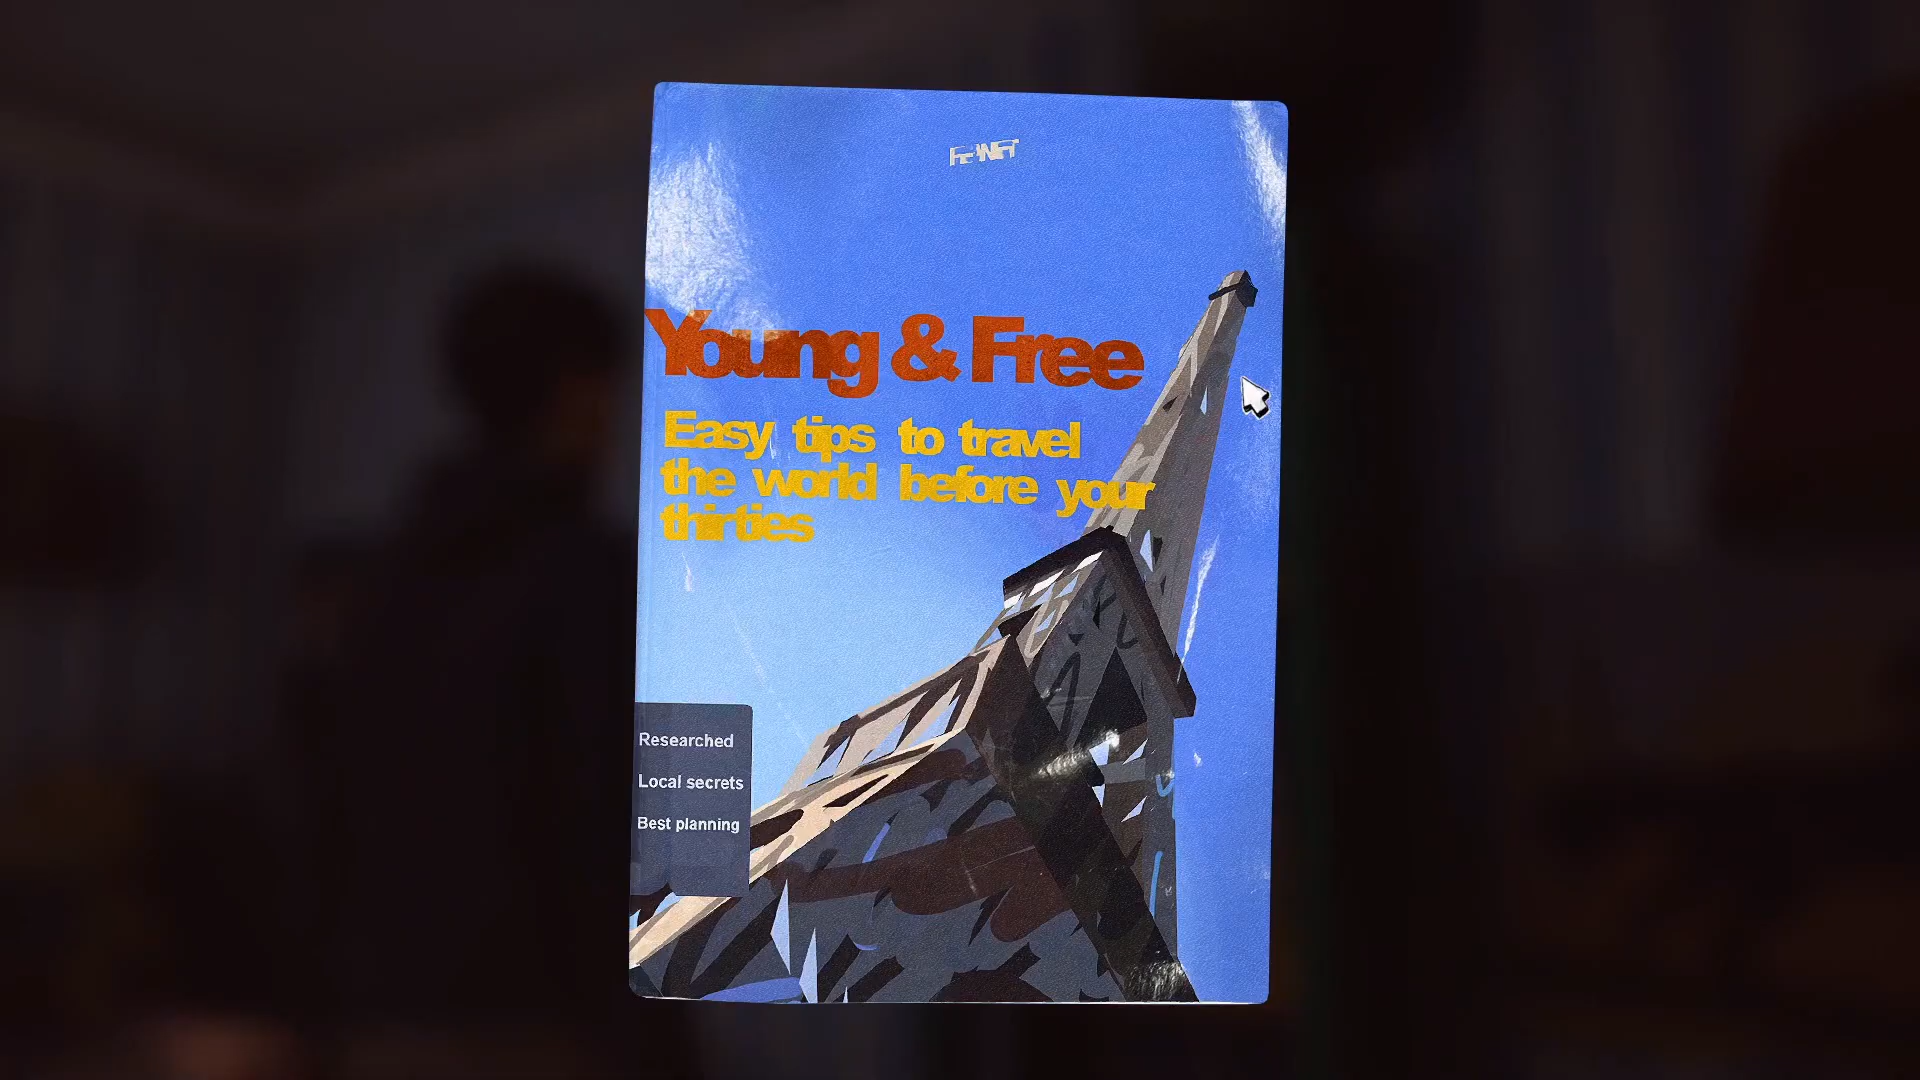 Young & Free
Easy tips to travel
the world before your
thirties
Researched
Local secrets
Best planning